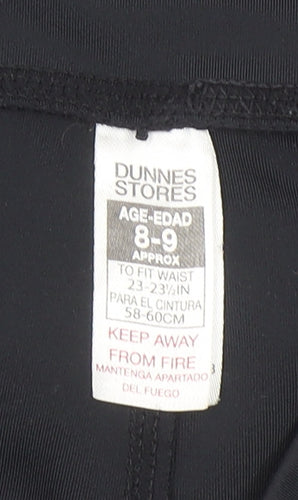 DUNNES
STORES
AGE-EDAD
8-9
APPROX
TO FIT WAIST
23-23½IN
PARA EL CINTURA
58-60CM
KEEP AWAY
FROM FIRE
MANTENGA APARTADO
DEL FUEGO